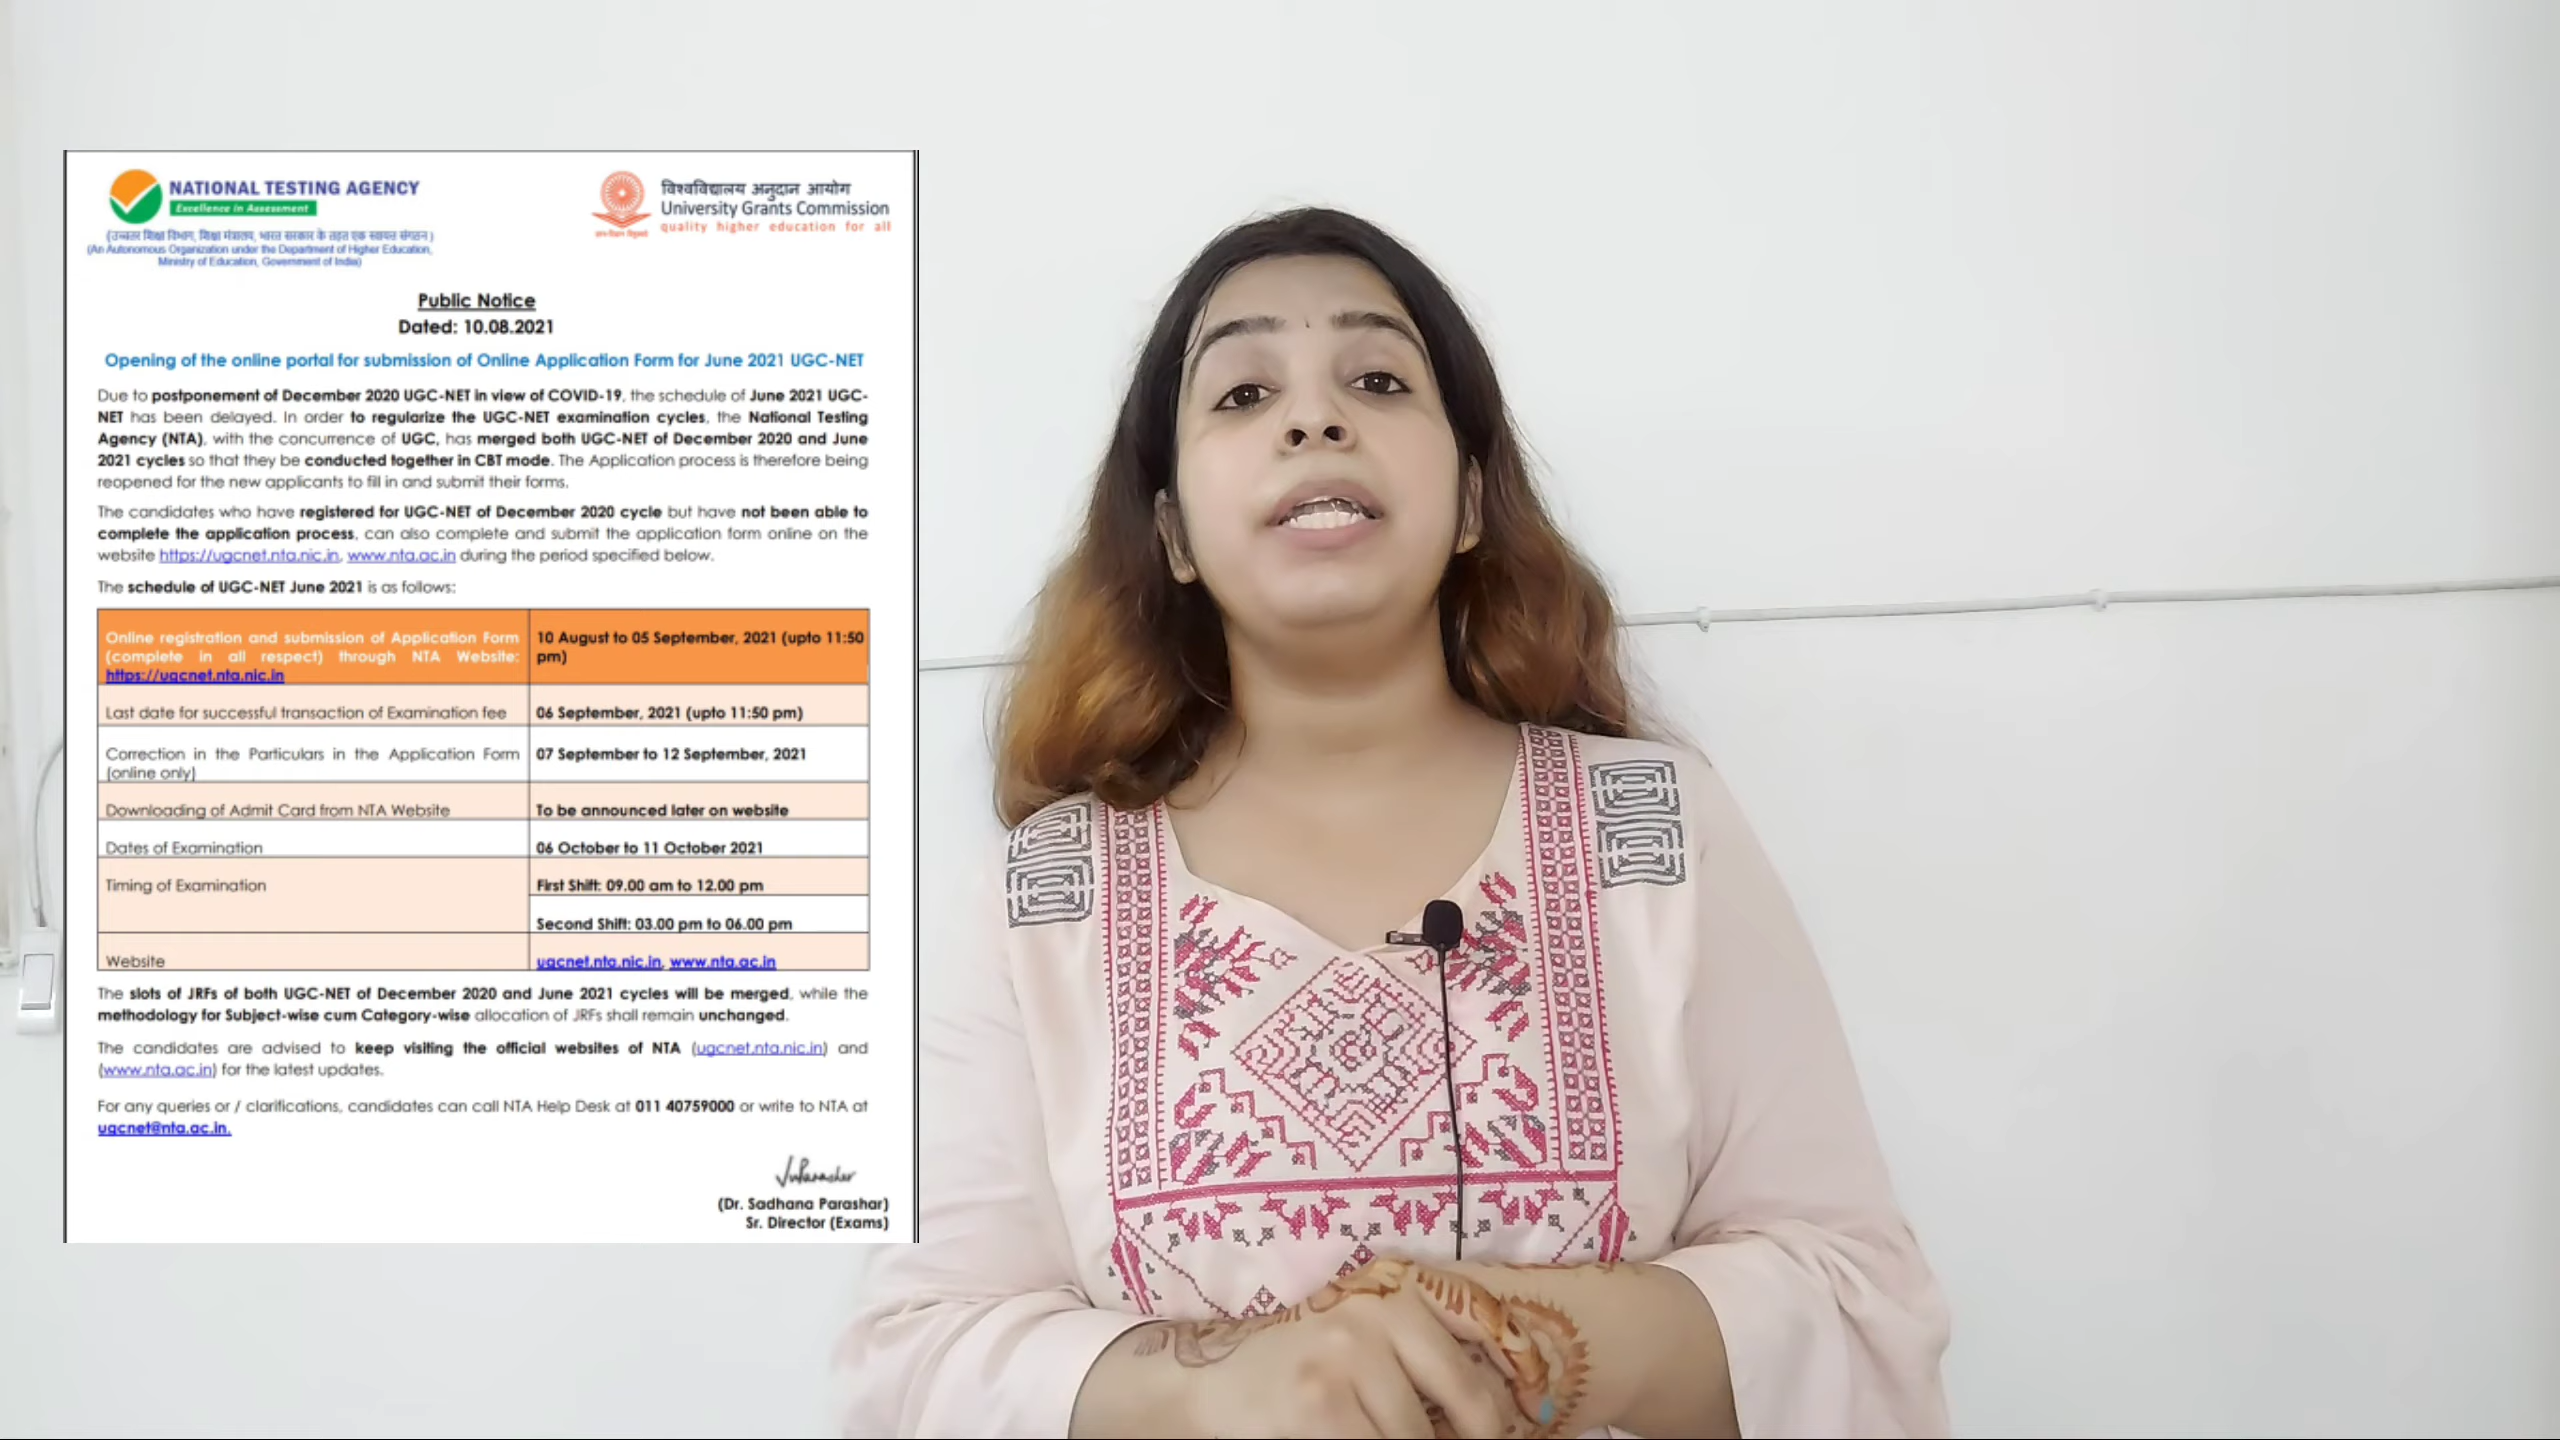 NATIONAL TESTING AGENCY
Excellence in Assessment
(उच्चतर शिक्षा विभाग, शिक्षा मंत्रालय, भारत सरकार के तहत एक स्वायत्त संगठन)
(An Autonomous Organization under the Department of Higher Education,
Ministry of Education, Government of India)
विश्वविद्यालय अनुदान आयोग
University Grants Commission
quality higher education for all
Public Notice
Dated: 10.08.2021
Opening of the online portal for submission of Online Application Form for June 2021 UGC-NET
Due to postponement of December 2020 UGC-NET in view of COVID-19, the schedule of June 2021 UGC-
NET has been delayed. In order to regularize the UGC-NET examination cycles, the National Testing
Agency (NTA), with the concurrence of UGC, has merged both UGC-NET of December 2020 and June
2021 cycles so that they be conducted together in CBT mode. The Application process is therefore being
reopened for the new applicants to fill in and submit their forms.
The candidates who have registered for UGC-NET of December 2020 cycle but have not been able to
complete the application process, can also complete and submit the application form online on the
website https://ugcnet.nta.nic.in, www.nta.ac.in during the period specified below.
The schedule of UGC-NET June 2021 is as follows:
Online registration and submission of Application Form
(complete in all respect) through NTA Website:
https://ugcnet.nta.nic.in
10 August to 05 September, 2021 (upto 11:50
pm)
Last date for successful transaction of Examination fee
06 September, 2021 (upto 11:50 pm)
Correction in the Particulars in the Application Form
(online only)
07 September to 12 September, 2021
Downloading of Admit Card from NTA Website
To be announced later on website
Dates of Examination
06 October to 11 October 2021
Timing of Examination
First Shift: 09.00 am to 12.00 pm
Second Shift: 03.00 pm to 06.00 pm
Website
ugcnet.nta.nic.in, www.nta.ac.in
The slots of JRFs of both UGC-NET of December 2020 and June 2021 cycles will be merged, while the
methodology for Subject-wise cum Category-wise allocation of JRFs shall remain unchanged.
The candidates are advised to keep visiting the official websites of NTA (ugcnet.nta.nic.in) and
(www.nta.ac.in) for the latest updates.
For any queries or / clarifications, candidates can call NTA Help Desk at 011 40759000 or write to NTA at
ugcnet@nta.ac.in.
(Dr. Sadhana Parashar)
Sr. Director (Exams)